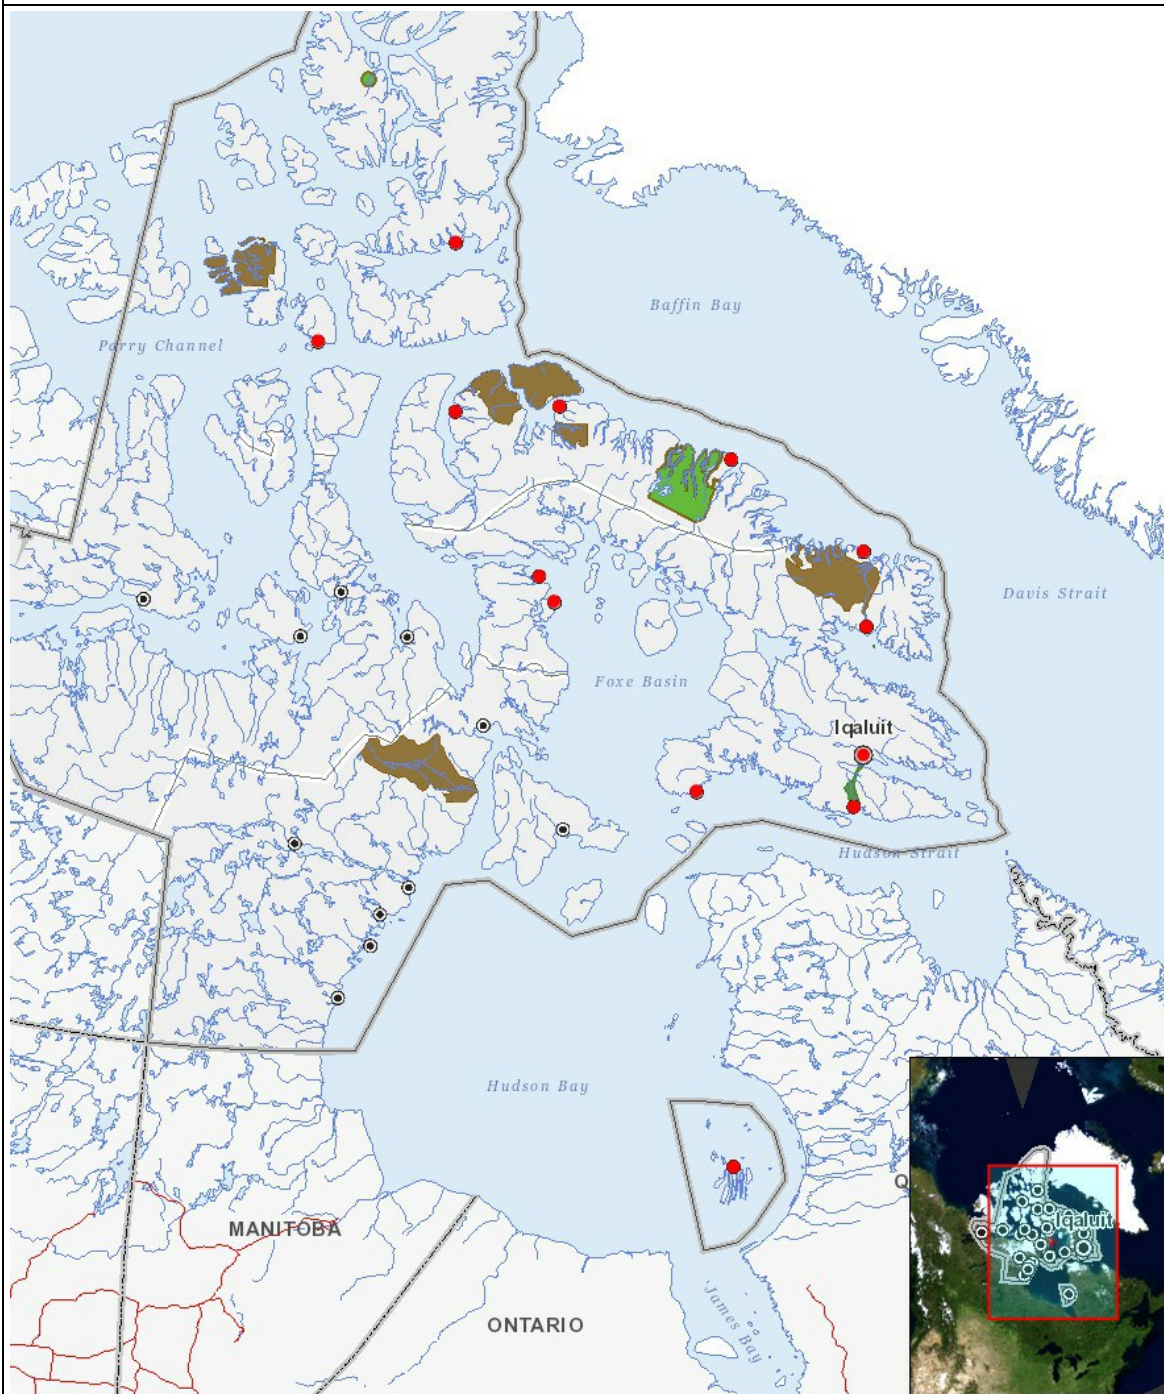 Baffin Bay
Parry Channel
Davis Strait
Foxe Basin
Iqaluit
Hudson Strait
Hudson Bay
Q
Iqaluit
MANITOBA
ONTARIO
James Bay